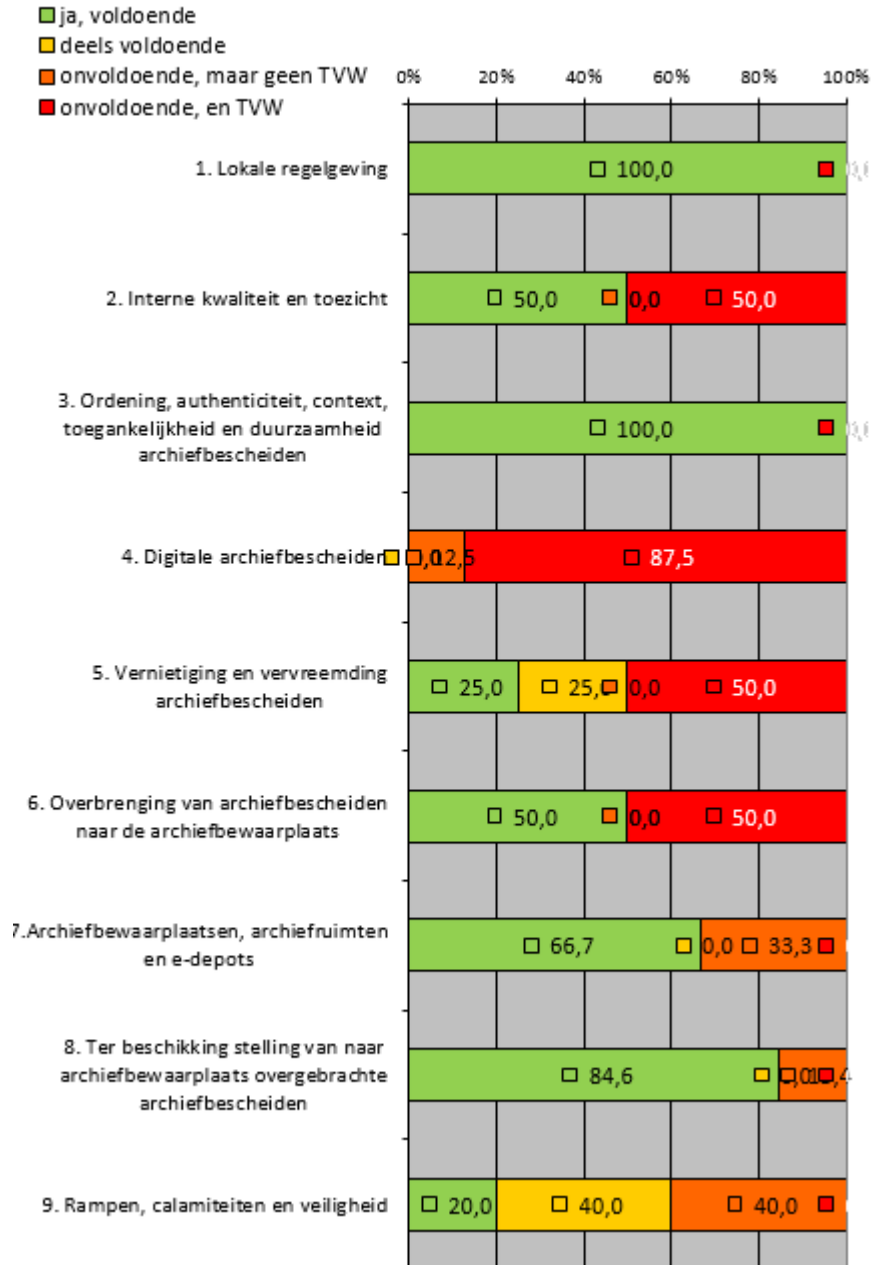 ja, voldoende
deels voldoende
onvoldoende, maar geen TVW
onvoldoende, en TVW
0% 20% 40% 60% 80% 100%
1. Lokale regelgeving
100,0
2. Interne kwaliteit en toezicht
50,0 0,0 50,0
3. Ordening, authenticiteit, context,
toegankelijkheid en duurzaamheid
archiefbescheiden
100,0
4. Digitale archiefbescheiden
12,5 87,5
5. Vernietiging en vervreemding
archiefbescheiden
25,0 25,0 0,0 50,0
6. Overbrenging van archiefbescheiden
naar de archiefbewaarplaats
50,0 0,0 50,0
7.Archiefbewaarplaatsen, archiefruimten
en e-depots
66,7 0,0 33,3
8. Ter beschikking stelling van naar
archiefbewaarplaats overgebrachte
archiefbescheiden
84,6
9. Rampen, calamiteiten en veiligheid
20,0 40,0 40,0